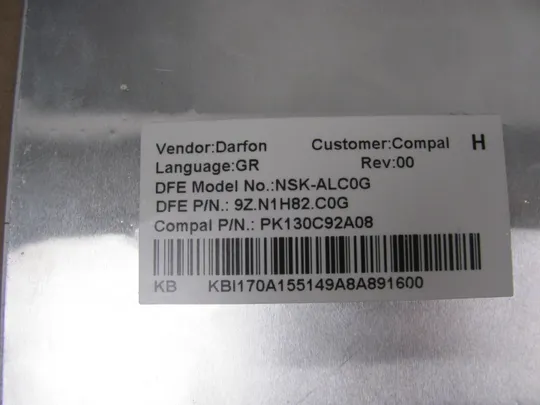 Vendor:Darfon Customer:Compal H
Language:GR Rev:00
DFE Model No.:NSK-ALC0G
DFE P/N.: 9Z.N1H82.C0G
Compal P/N.: PK130C92A08
KB KBI170A155149A8A891600